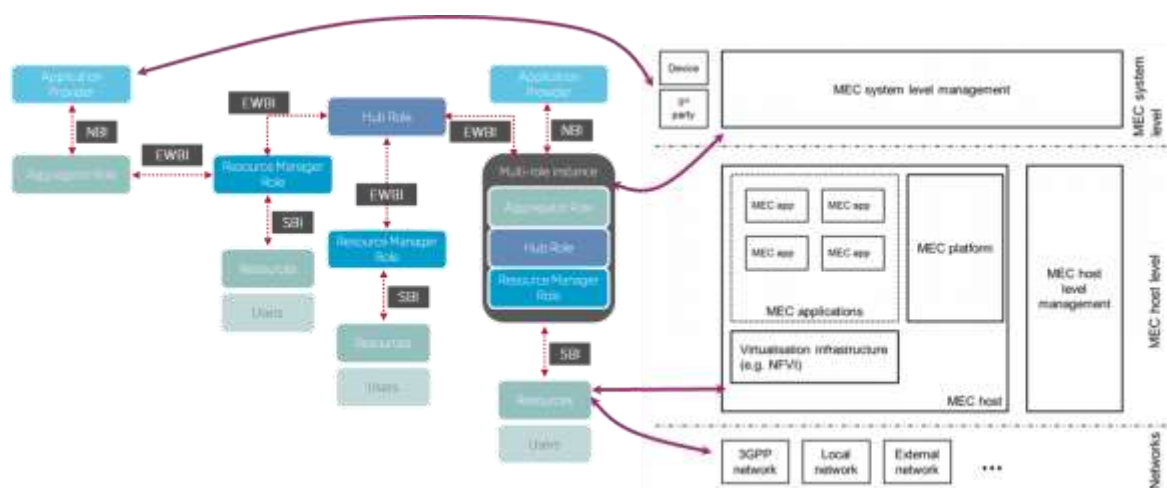 Application
Provider
NBI
Aggregator Role
EWBI
EWBI
Resource Manager
Role
SBI
Resources
Users
Hub Role
EWBI
Resource Manager
Role
SBI
Resources
Users
EWBI
Application
Provider
NBI
Multi-role instance
Aggregator Role
Hub Role
Resource Manager
Role
SBI
Resources
Users
Device
3rd
party
MEC system level management
MEC system
level
MEC app
MEC app
MEC app
MEC app
MEC applications
MEC platform
Virtualisation infrastructure
(e.g. NFVI)
MEC host
MEC host
level
management
MEC host level
3GPP
network
Local
network
External
network
...
Networks